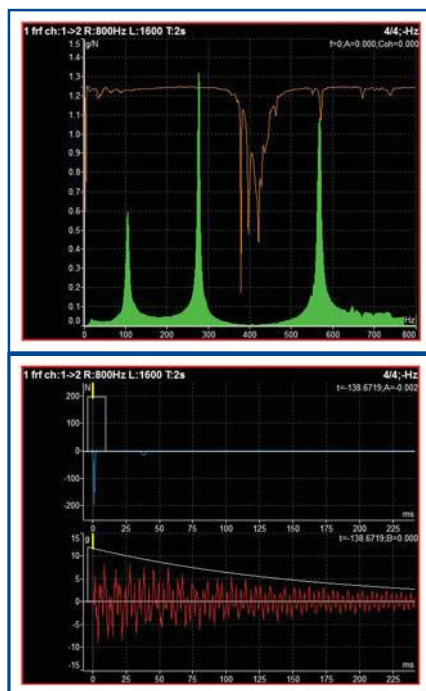 1 frf ch:1->2 R:800Hz L:1600 T:2s 4/4;-Hz
1.5 g/N f=0;A=0.000,Coh=0.000
1.4
1.3
1.2
1.1
1.0
0.9
0.8
0.7
0.6
0.5
0.4
0.3
0.2
0.1
0.0 Hz
0 100 200 300 400 500 600 700 800
1 frf ch:1->2 R:800Hz L:1600 T:2s 4/4;-Hz
N t=-138.6719;A=-0.002
200
100
0
-100
-200
ms
0 25 50 75 100 125 150 175 200 225
15 g t=-138.6719;B=0.000
10
5
0
-5
-10
-15 ms
0 25 50 75 100 125 150 175 200 225